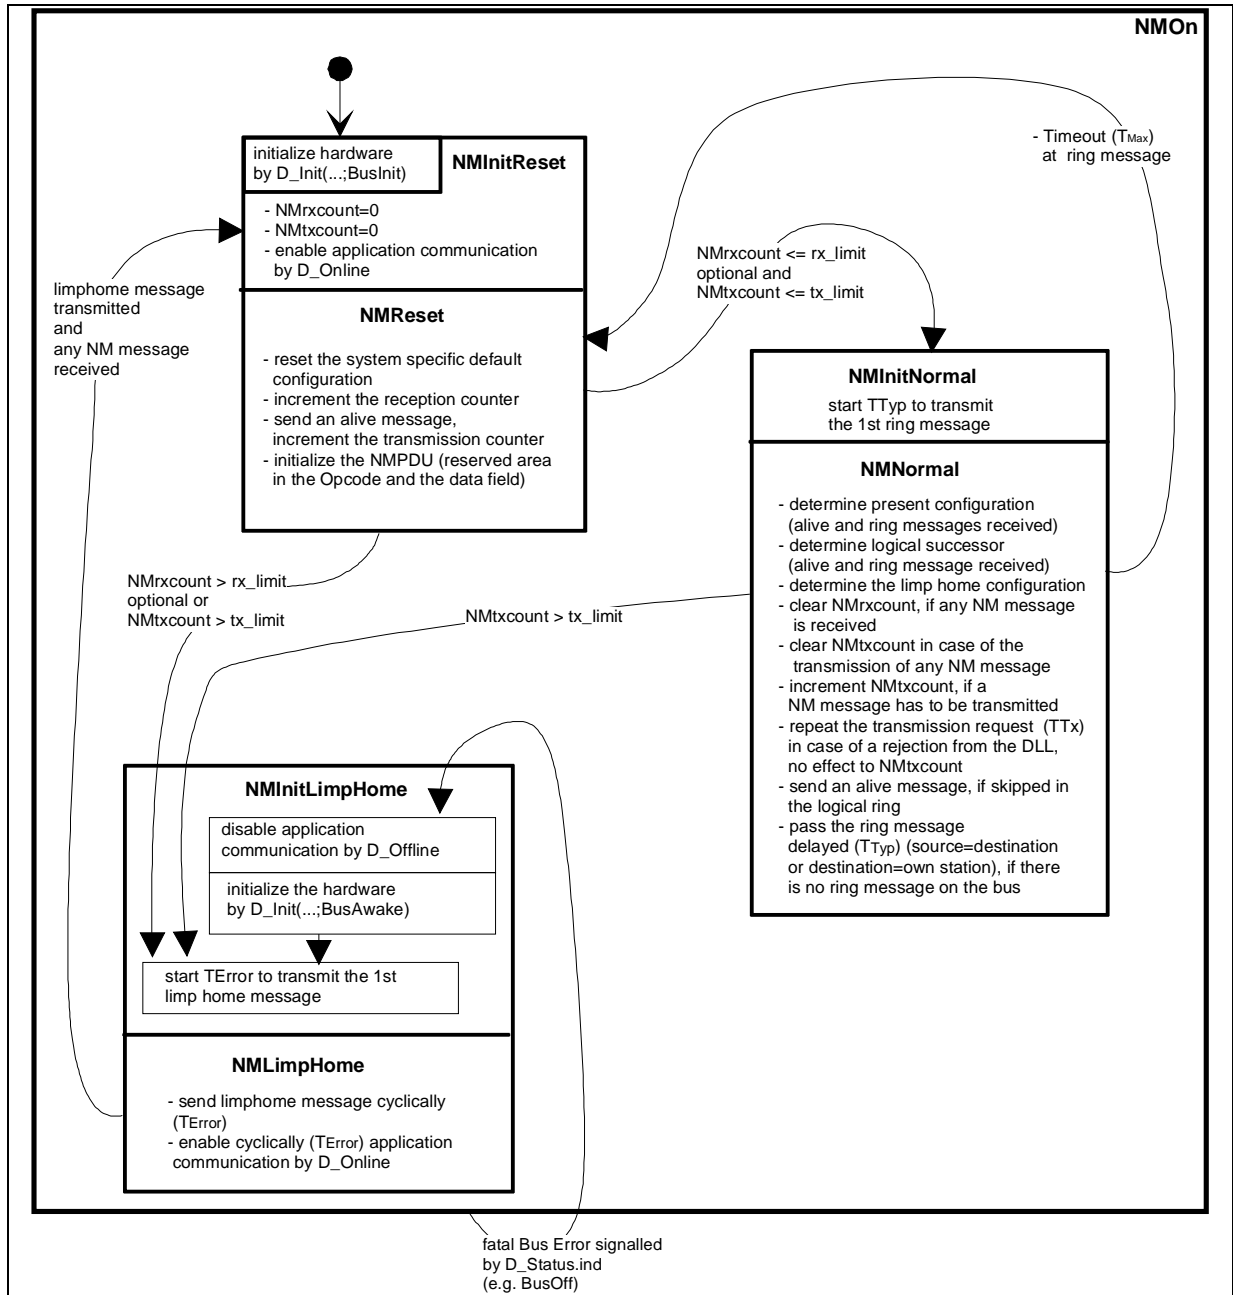 NMOn
initialize hardware
by D_Init(...;BusInit)
NMInitReset
- NMrxcount=0
- NMtxcount=0
- enable application communication
by D_Online
NMReset
- reset the system specific default
configuration
- increment the reception counter
- send an alive message,
increment the transmission counter
- initialize the NMPDU (reserved area
in the Opcode and the data field)
- Timeout (TMax)
at ring message
NMrxcount <= rx_limit
optional and
NMtxcount <= tx_limit
limphome message
transmitted
and
any NM message
received
NMInitNormal
start TTyp to transmit
the 1st ring message
NMNormal
- determine present configuration
(alive and ring messages received)
- determine logical successor
(alive and ring message received)
- determine the limp home configuration
- clear NMrxcount, if any NM message
is received
- clear NMtxcount in case of the
transmission of any NM message
- increment NMtxcount, if a
NM message has to be transmitted
- repeat the transmission request (TTx)
in case of a rejection from the DLL,
no effect to NMtxcount
- send an alive message, if skipped in
the logical ring
- pass the ring message
delayed (TTyp) (source=destination
or destination=own station), if there
is no ring message on the bus
NMrxcount > rx_limit
optional or
NMtxcount > tx_limit
NMtxcount > tx_limit
NMInitLimpHome
disable application
communication by D_Offline
initialize the hardware
by D_Init(...;BusAwake)
start TError to transmit the 1st
limp home message
NMLimpHome
- send limphome message cyclically
(TError)
- enable cyclically (TError) application
communication by D_Online
fatal Bus Error signalled
by D_Status.ind
(e.g. BusOff)